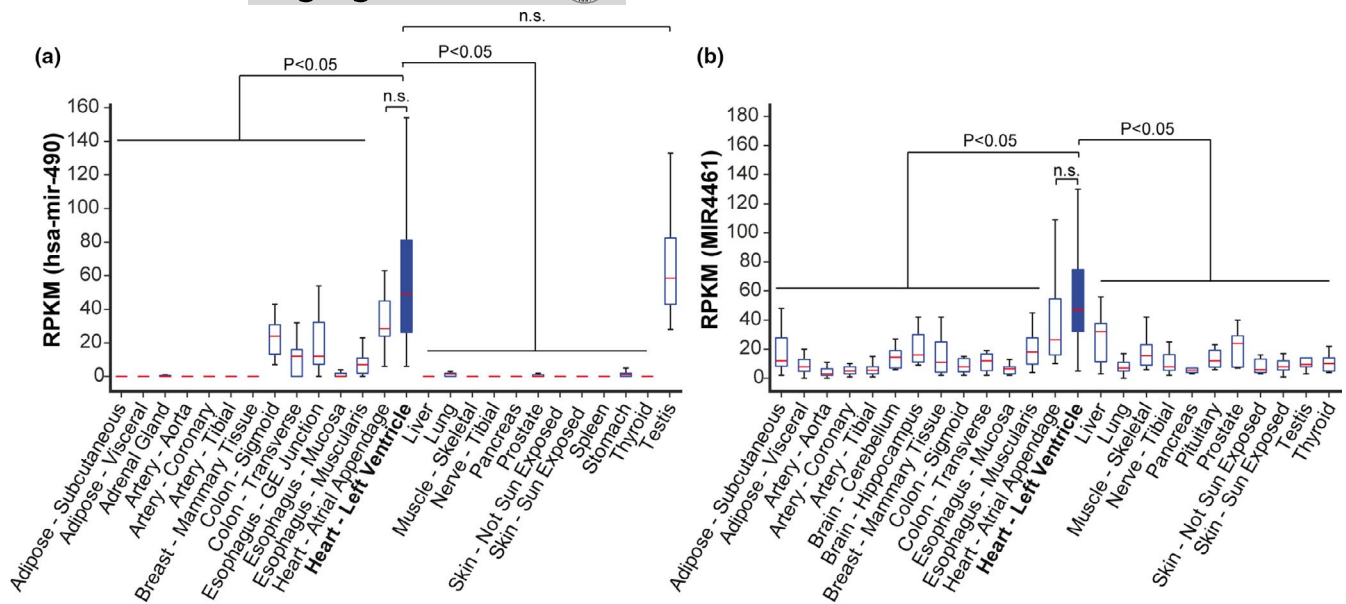 n.s.
(a)
P<0.05
P<0.05
n.s.
RPKM (hsa-mir-490)
160
140
120
100
80
60
40
20
0
Adipose - Subcutaneous
Adipose - Visceral
Adrenal Gland
Artery - Aorta
Artery - Coronary
Artery - Tibial
Breast - Mammary Tissue
Colon - Sigmoid
Colon - Transverse
Esophagus - GE Junction
Esophagus - Mucosa
Esophagus - Muscularis
Heart - Atrial Appendage
Heart - Left Ventricle
Liver
Lung
Muscle - Skeletal
Nerve - Tibial
Pancreas
Prostate
Skin - Not Sun Exposed
Skin - Sun Exposed
Spleen
Stomach
Thyroid
Testis
(b)
P<0.05
P<0.05
n.s.
RPKM (MIR4461)
180
160
140
120
100
80
60
40
20
0
Adipose - Subcutaneous
Adipose - Visceral
Artery - Aorta
Artery - Coronary
Artery - Tibial
Brain - Cerebellum
Brain - Hippocampus
Breast - Mammary Tissue
Colon - Sigmoid
Colon - Transverse
Esophagus - Mucosa
Esophagus - Muscularis
Heart - Atrial Appendage
Heart - Left Ventricle
Liver
Lung
Muscle - Skeletal
Nerve - Tibial
Pancreas
Pituitary
Prostate
Skin - Not Sun Exposed
Skin - Sun Exposed
Testis
Thyroid